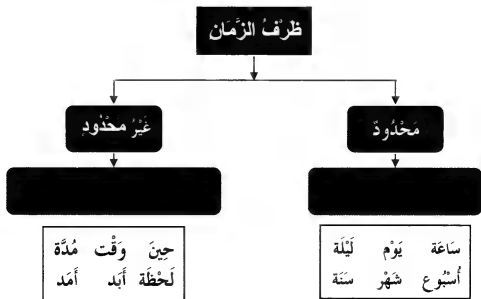 ظَرْفُ الزَّمَان
مَحْدُودٌ
غَيْرُ مَحْدُودٍ
سَاعَة يَوْم لَيْلَة
أُسْبُوع شَهْر سَنَة
حِينَ وَقْت مُدَّة
لَحْظَة أَبَد أَمَد